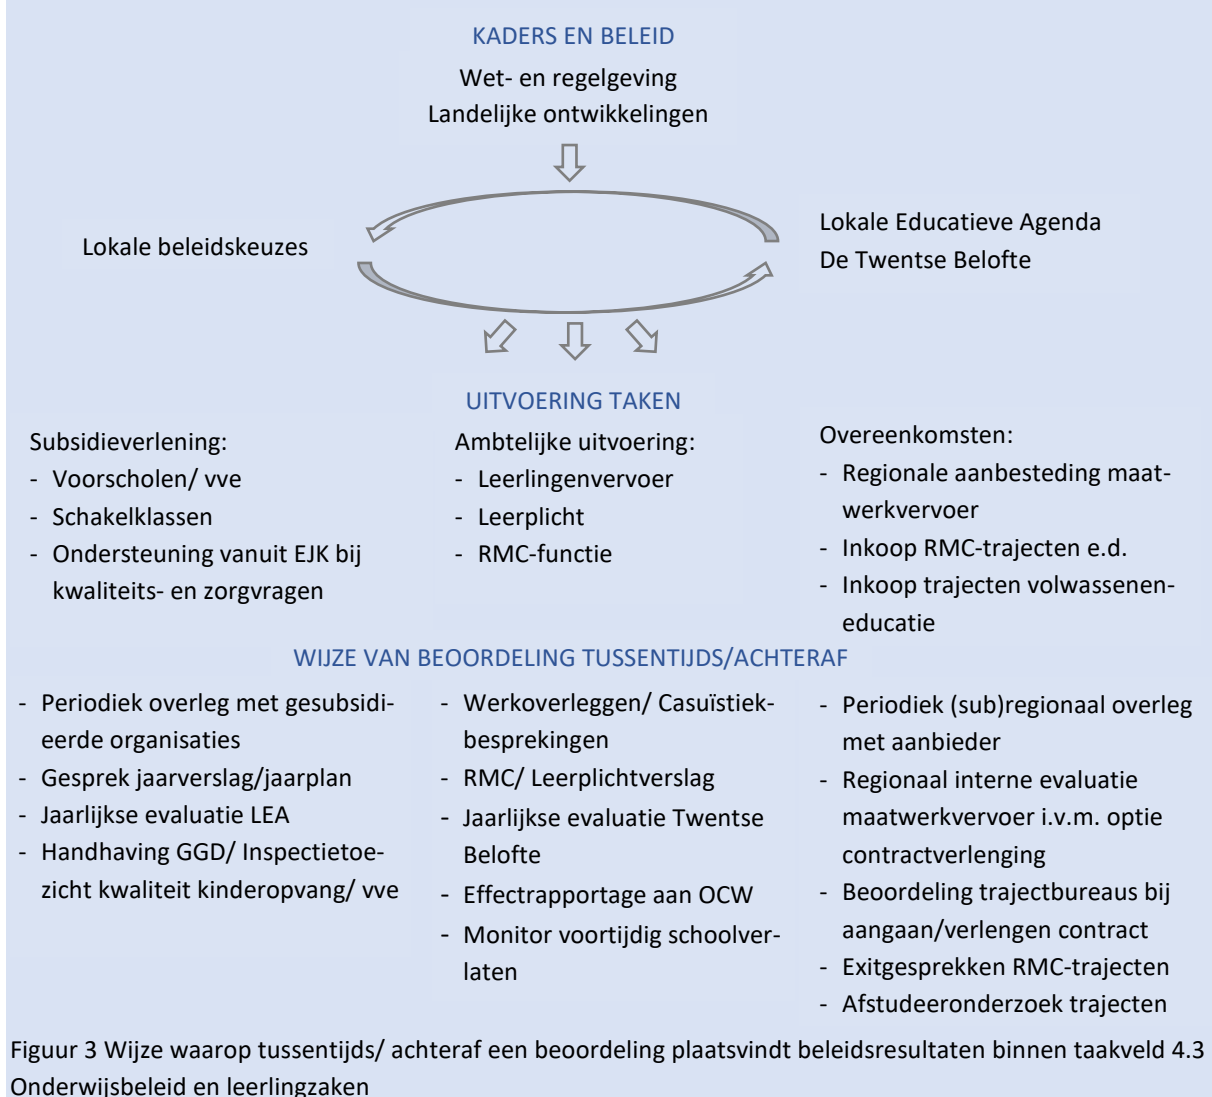 KADERS EN BELEID
Wet- en regelgeving
Landelijke ontwikkelingen
Lokale beleidskeuzes
Lokale Educatieve Agenda
De Twentse Belofte
UITVOERING TAKEN
Subsidieverlening:
- Voorscholen/ vve
- Schakelklassen
- Ondersteuning vanuit EJK bij
kwaliteits- en zorgvragen
Ambtelijke uitvoering:
- Leerlingenvervoer
- Leerplicht
- RMC-functie
Overeenkomsten:
- Regionale aanbesteding maat-
werkvervoer
- Inkoop RMC-trajecten e.d.
- Inkoop trajecten volwassenen-
educatie
WIJZE VAN BEOORDELING TUSSENTIJDS/ACHTERAF
- Periodiek overleg met gesubsidi-
eerde organisaties
- Gesprek jaarverslag/jaarplan
- Jaarlijkse evaluatie LEA
- Handhaving GGD/ Inspectietoe-
zicht kwaliteit kinderopvang/ vve
- Werkoverleggen/ Casuïstiek-
besprekingen
- RMC/ Leerplichtverslag
- Jaarlijkse evaluatie Twentse
Belofte
- Effectrapportage aan OCW
- Monitor voortijdig schoolver-
laten
- Periodiek (sub)regionaal overleg
met aanbieder
- Regionaal interne evaluatie
maatwerkvervoer i.v.m. optie
contractverlenging
- Beoordeling trajectbureaus bij
aangaan/verlengen contract
- Exitgesprekken RMC-trajecten
- Afstudeeronderzoek trajecten
Figuur 3 Wijze waarop tussentijds/ achteraf een beoordeling plaatsvindt beleidsresultaten binnen taakveld 4.3
Onderwijsbeleid en leerlingzaken